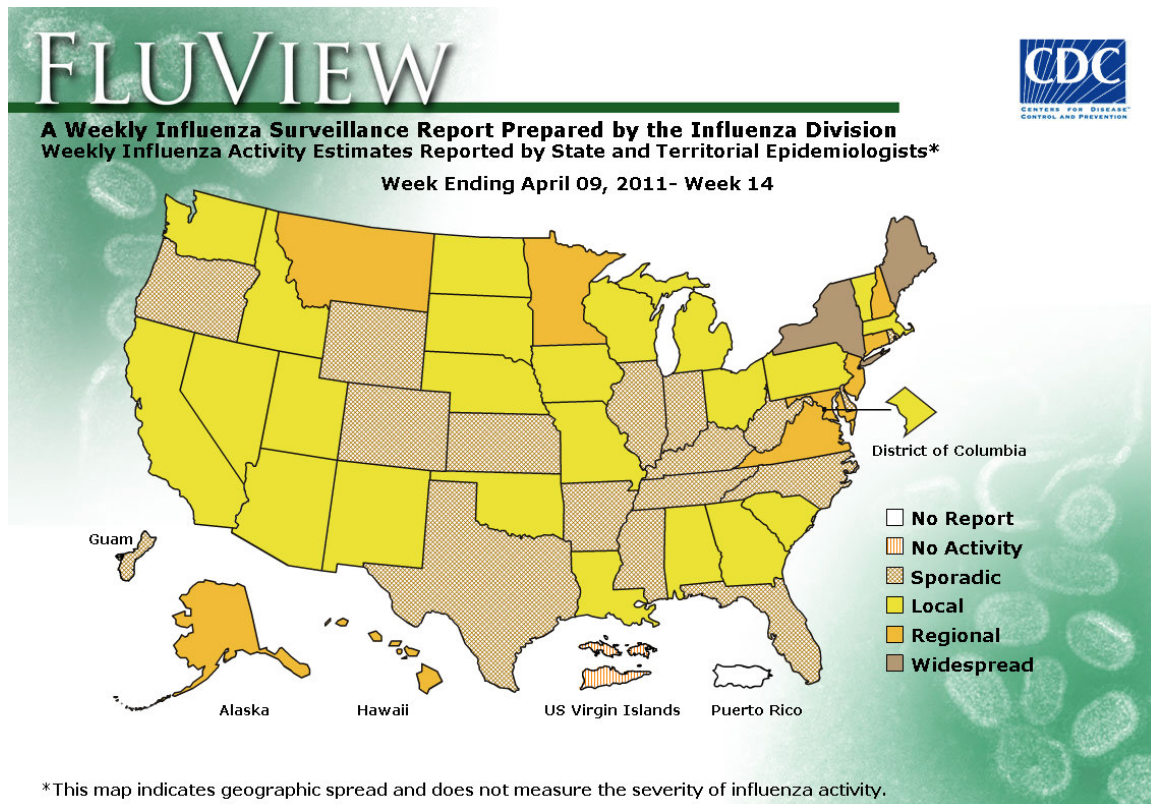 FLUVIEW
CDC
CENTERS FOR DISEASE™
CONTROL AND PREVENTION
A Weekly Influenza Surveillance Report Prepared by the Influenza Division
Weekly Influenza Activity Estimates Reported by State and Territorial Epidemiologists*
Week Ending April 09, 2011- Week 14
District of Columbia
No Report
No Activity
Sporadic
Local
Regional
Widespread
Guam
Alaska
Hawaii
US Virgin Islands
Puerto Rico
*This map indicates geographic spread and does not measure the severity of influenza activity.